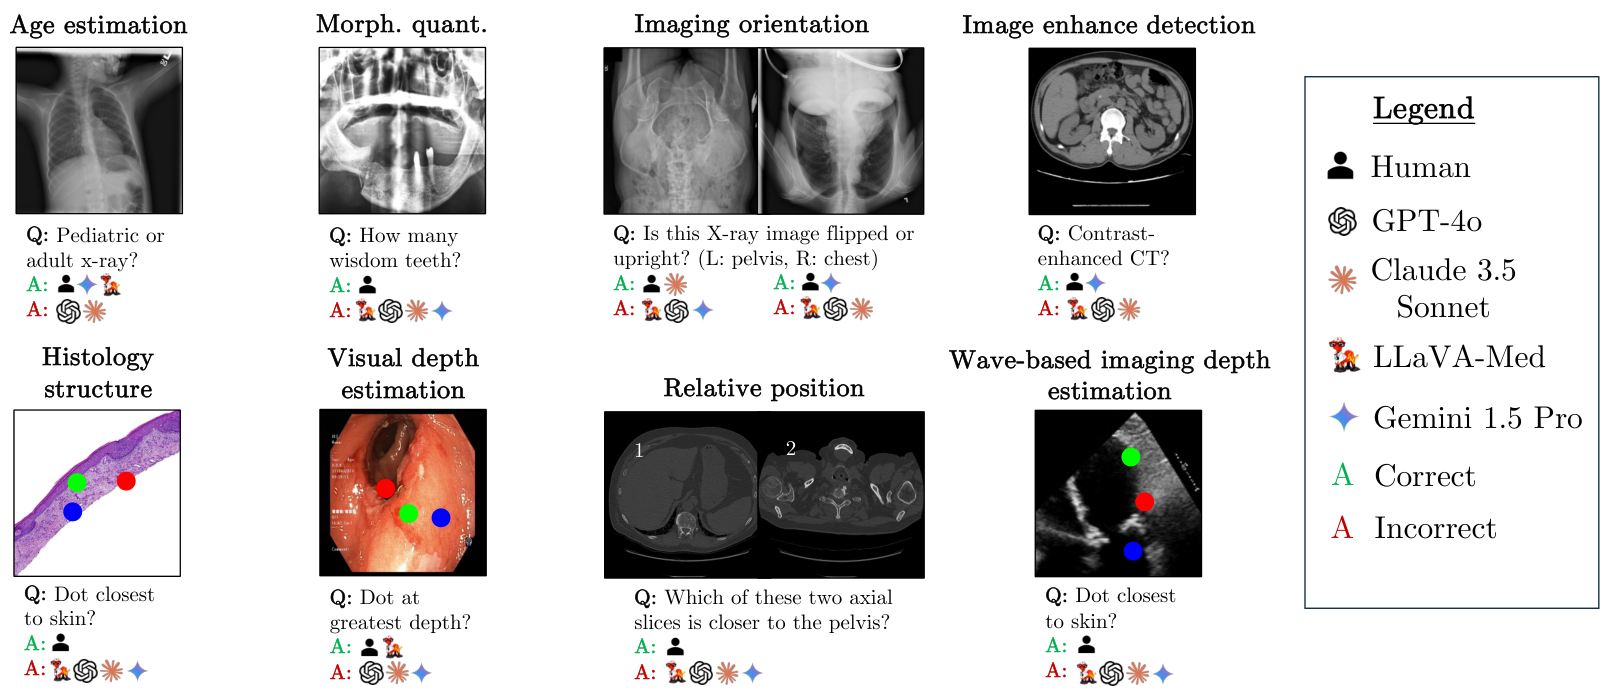 Age estimation
Morph. quant.
Imaging orientation
Image enhance detection
Q: Pediatric or
adult x-ray?
A:
A:
Q: How many
wisdom teeth?
A:
A:
Q: Is this X-ray image flipped or
upright? (L: pelvis, R: chest)
A:
A:
A:
A:
Q: Contrast-
enhanced CT?
A:
A:
Histology
structure
Visual depth
estimation
Relative position
Wave-based imaging depth
estimation
1
2
Q: Dot closest
to skin?
A:
A:
Q: Dot at
greatest depth?
A:
A:
Q: Which of these two axial
slices is closer to the pelvis?
A:
A:
Q: Dot closest
to skin?
A:
A:
Legend
Human
GPT-4o
Claude 3.5
Sonnet
LLaVA-Med
Gemini 1.5 Pro
A Correct
A Incorrect